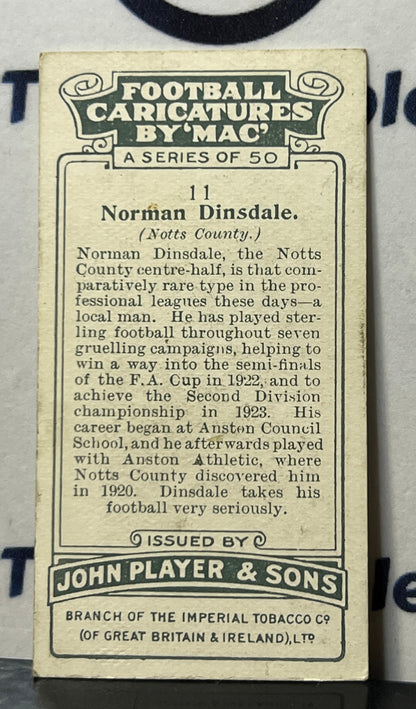 FOOTBALL
CARICATURES
BY 'MAC'
A SERIES OF 50
11
Norman Dinsdale.
(Notts County.)
Norman Dinsdale, the Notts
County centre-half, is that com-
paratively rare type in the pro-
fessional leagues these days—a
local man. He has played ster-
ling football throughout seven
gruelling campaigns, helping to
win a way into the semi-finals
of the F.A. Cup in 1922, and to
achieve the Second Division
championship in 1923. His
career began at Anston Council
School, and he afterwards played
with Anston Athletic, where
Notts County discovered him
in 1920. Dinsdale takes his
football very seriously.
ISSUED BY
JOHN PLAYER & SONS
BRANCH OF THE IMPERIAL TOBACCO Co
(OF GREAT BRITAIN & IRELAND), LTD